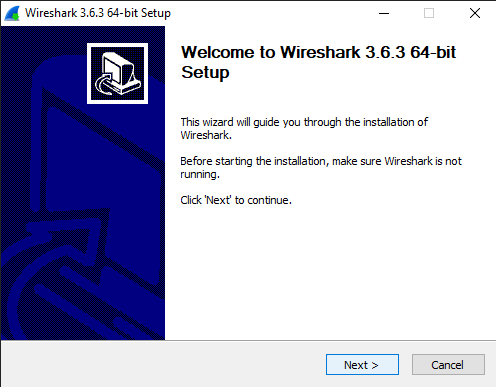 Wireshark 3.6.3 64-bit Setup
Welcome to Wireshark 3.6.3 64-bit
Setup
This wizard will guide you through the installation of
Wireshark.
Before starting the installation, make sure Wireshark is not
running.
Click 'Next' to continue.
Next >
Cancel